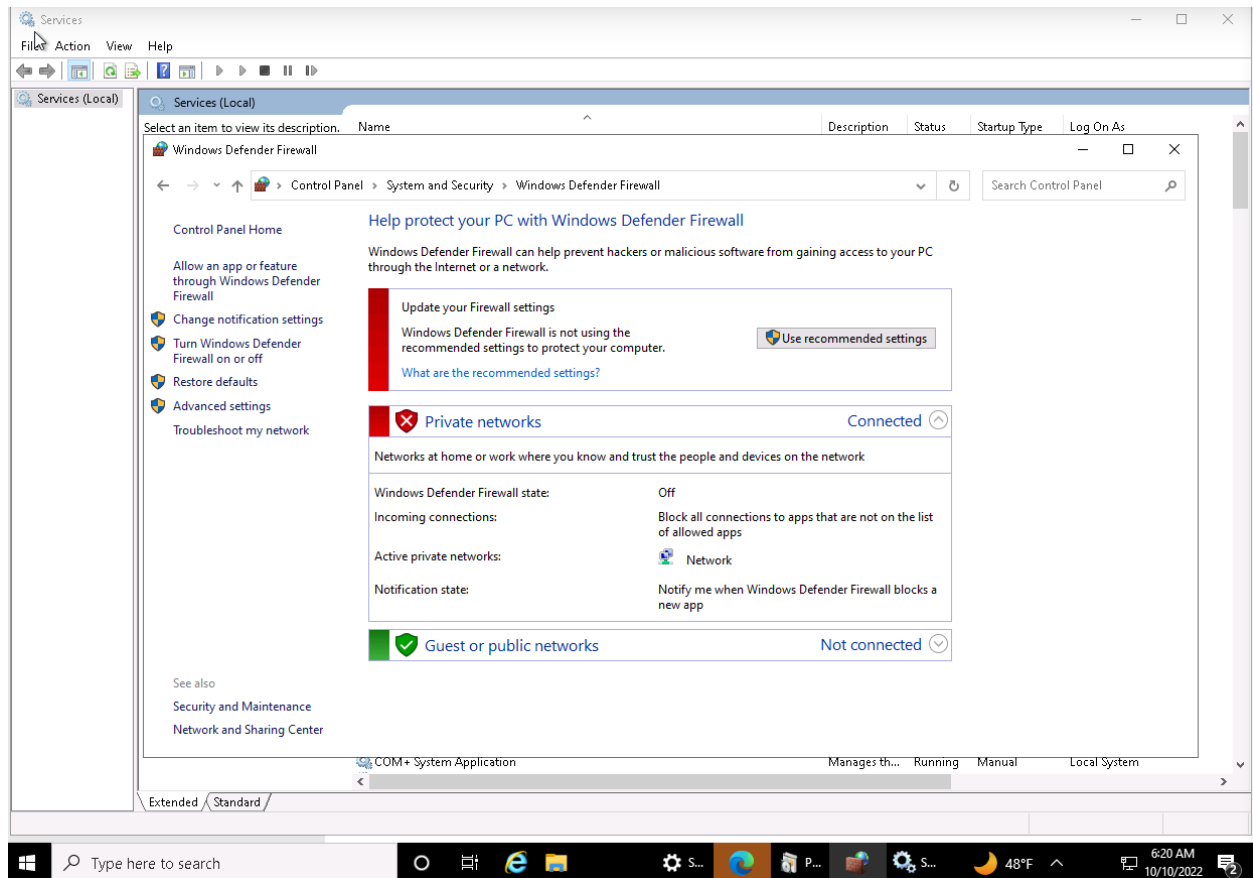 Services
File Action View Help
Services (Local)
Services (Local)
Select an item to view its description.
Name Description Status Startup Type Log On As
Windows Defender Firewall
Control Panel > System and Security > Windows Defender Firewall
Search Control Panel
Control Panel Home
Allow an app or feature
through Windows Defender
Firewall
Change notification settings
Turn Windows Defender
Firewall on or off
Restore defaults
Advanced settings
Troubleshoot my network
See also
Security and Maintenance
Network and Sharing Center
Help protect your PC with Windows Defender Firewall
Windows Defender Firewall can help prevent hackers or malicious software from gaining access to your PC
through the Internet or a network.
Update your Firewall settings
Windows Defender Firewall is not using the
recommended settings to protect your computer.
Use recommended settings
What are the recommended settings?
Private networks Connected
Networks at home or work where you know and trust the people and devices on the network
Windows Defender Firewall state: Off
Incoming connections: Block all connections to apps that are not on the list
of allowed apps
Active private networks: Network
Notification state: Notify me when Windows Defender Firewall blocks a
new app
Guest or public networks Not connected
COM+ System Application Manages th... Running Manual Local System
Extended Standard
Type here to search
S...
P...
S...
48°F
6:20 AM
10/10/2022
2